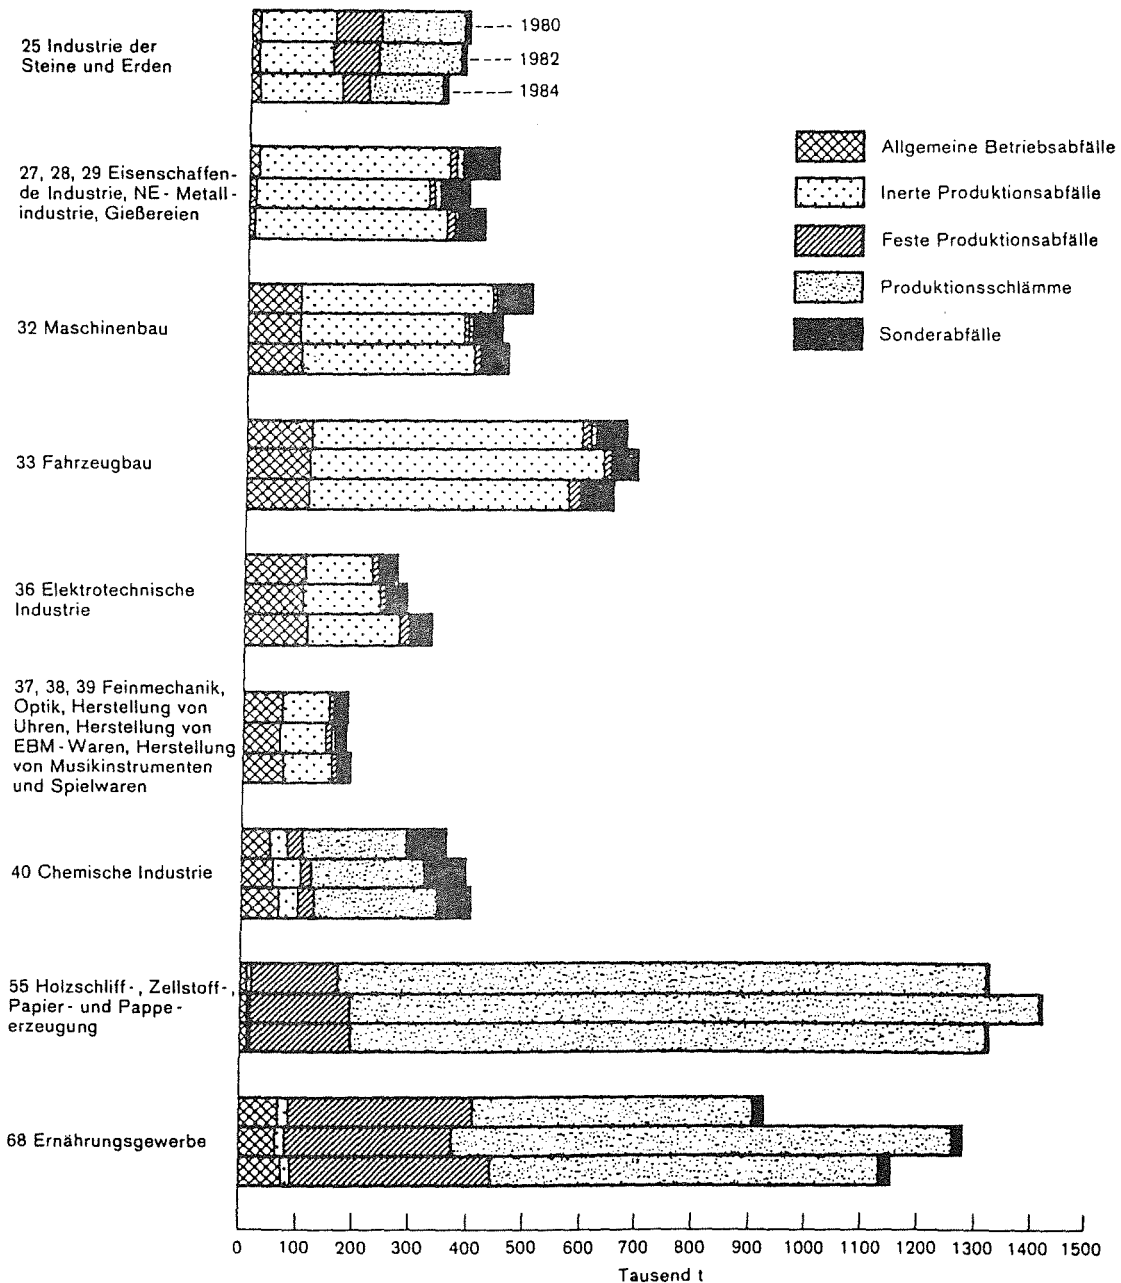 25 Industrie der
Steine und Erden
1980
1982
1984
27, 28, 29 Eisenschaffen-
de Industrie, NE-Metall-
industrie, Gießereien
Allgemeine Betriebsabfälle
Inerte Produktionsabfälle
Feste Produktionsabfälle
Produktionsschlämme
Sonderabfälle
32 Maschinenbau
33 Fahrzeugbau
36 Elektrotechnische
Industrie
37, 38, 39 Feinmechanik,
Optik, Herstellung von
Uhren, Herstellung von
EBM-Waren, Herstellung
von Musikinstrumenten
und Spielwaren
40 Chemische Industrie
55 Holzschliff-, Zellstoff-,
Papier- und Pappe-
erzeugung
68 Ernährungsgewerbe
0 100 200 300 400 500 600 700 800 900 1000 1100 1200 1300 1400 1500
Tausend t